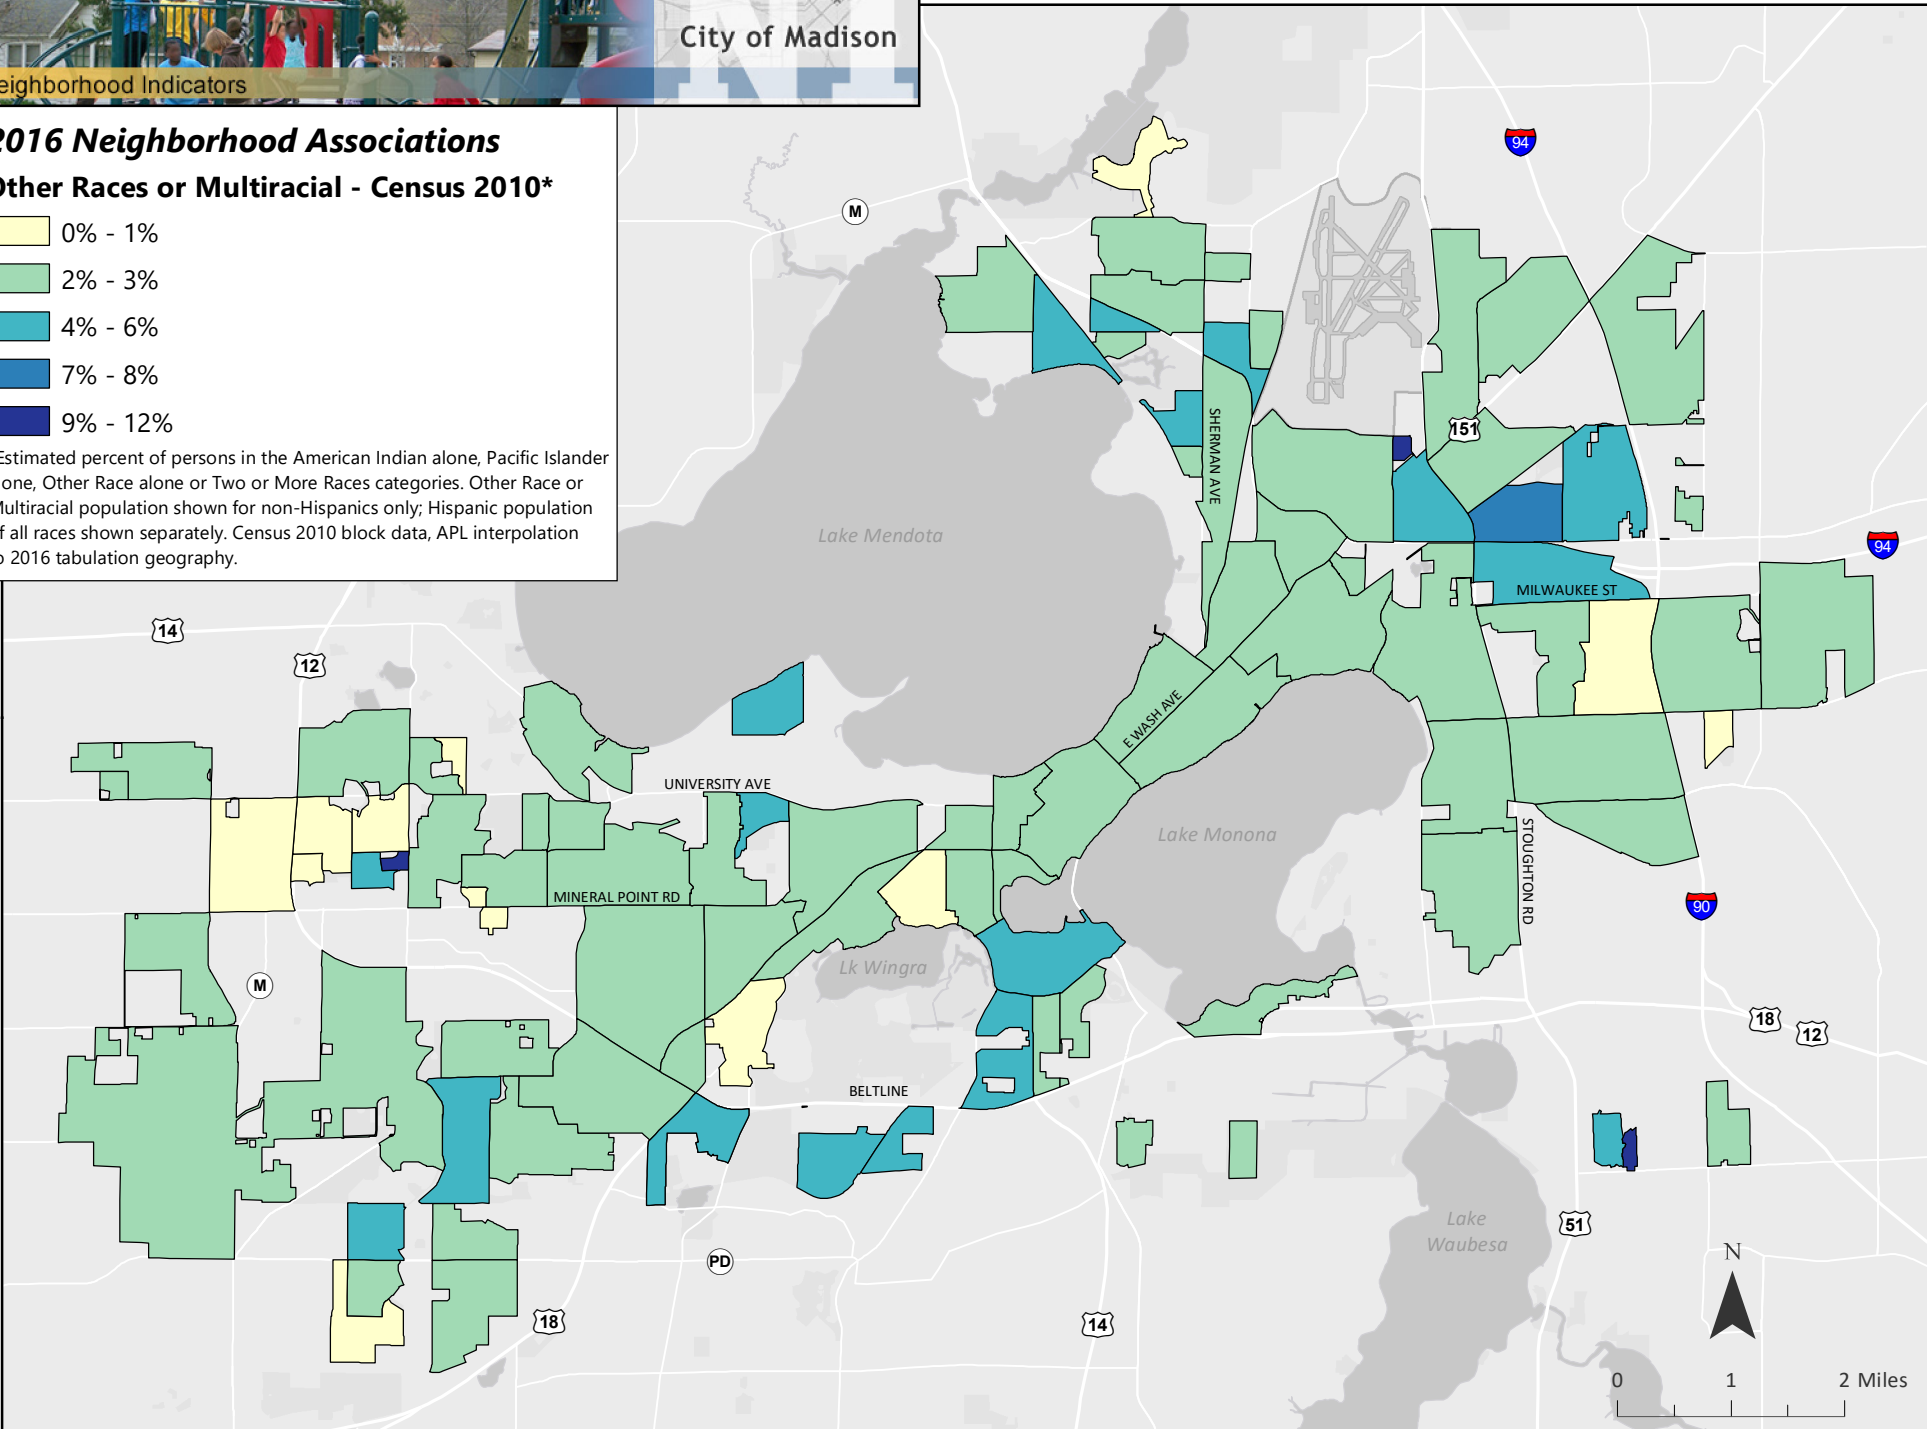 City of Madison
eighborhood Indicators
2016 Neighborhood Associations
Other Races or Multiracial - Census 2010*
0% - 1%
2% - 3%
4% - 6%
7% - 8%
9% - 12%
Estimated percent of persons in the American Indian alone, Pacific Islander
one, Other Race alone or Two or More Races categories. Other Race or
Multiracial population shown for non-Hispanics only; Hispanic population
f all races shown separately. Census 2010 block data, APL interpolation
o 2016 tabulation geography.
94
M
151
SHERMAN AVE
Lake Mendota
94
MILWAUKEE ST
14
12
E WASH AVE
UNIVERSITY AVE
Lake Monona
STOUGHTON RD
MINERAL POINT RD
90
Lk Wingra
M
18
12
BELTLINE
51
Lake
Waubesa
PD
18
14
N
0 1 2 Miles